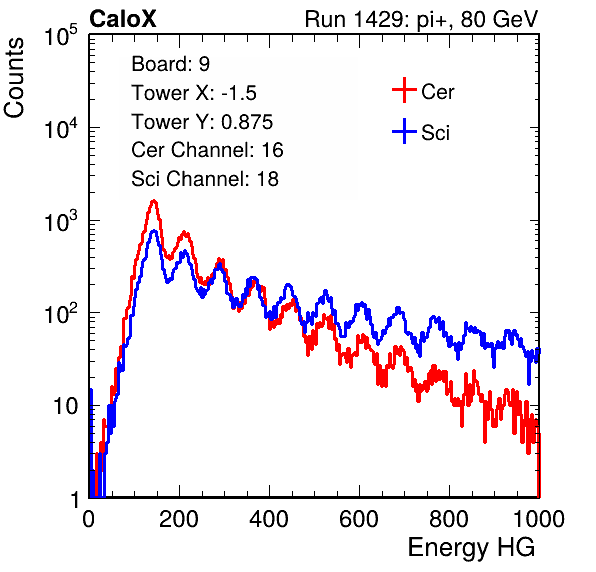 CaloX Run 1429: pi+, 80 GeV
Counts
Board: 9
Tower X: -1.5
Tower Y: 0.875
Cer Channel: 16
Sci Channel: 18
Cer
Sci
10^5
10^4
10^3
10^2
10
1
0 200 400 600 800 1000
Energy HG